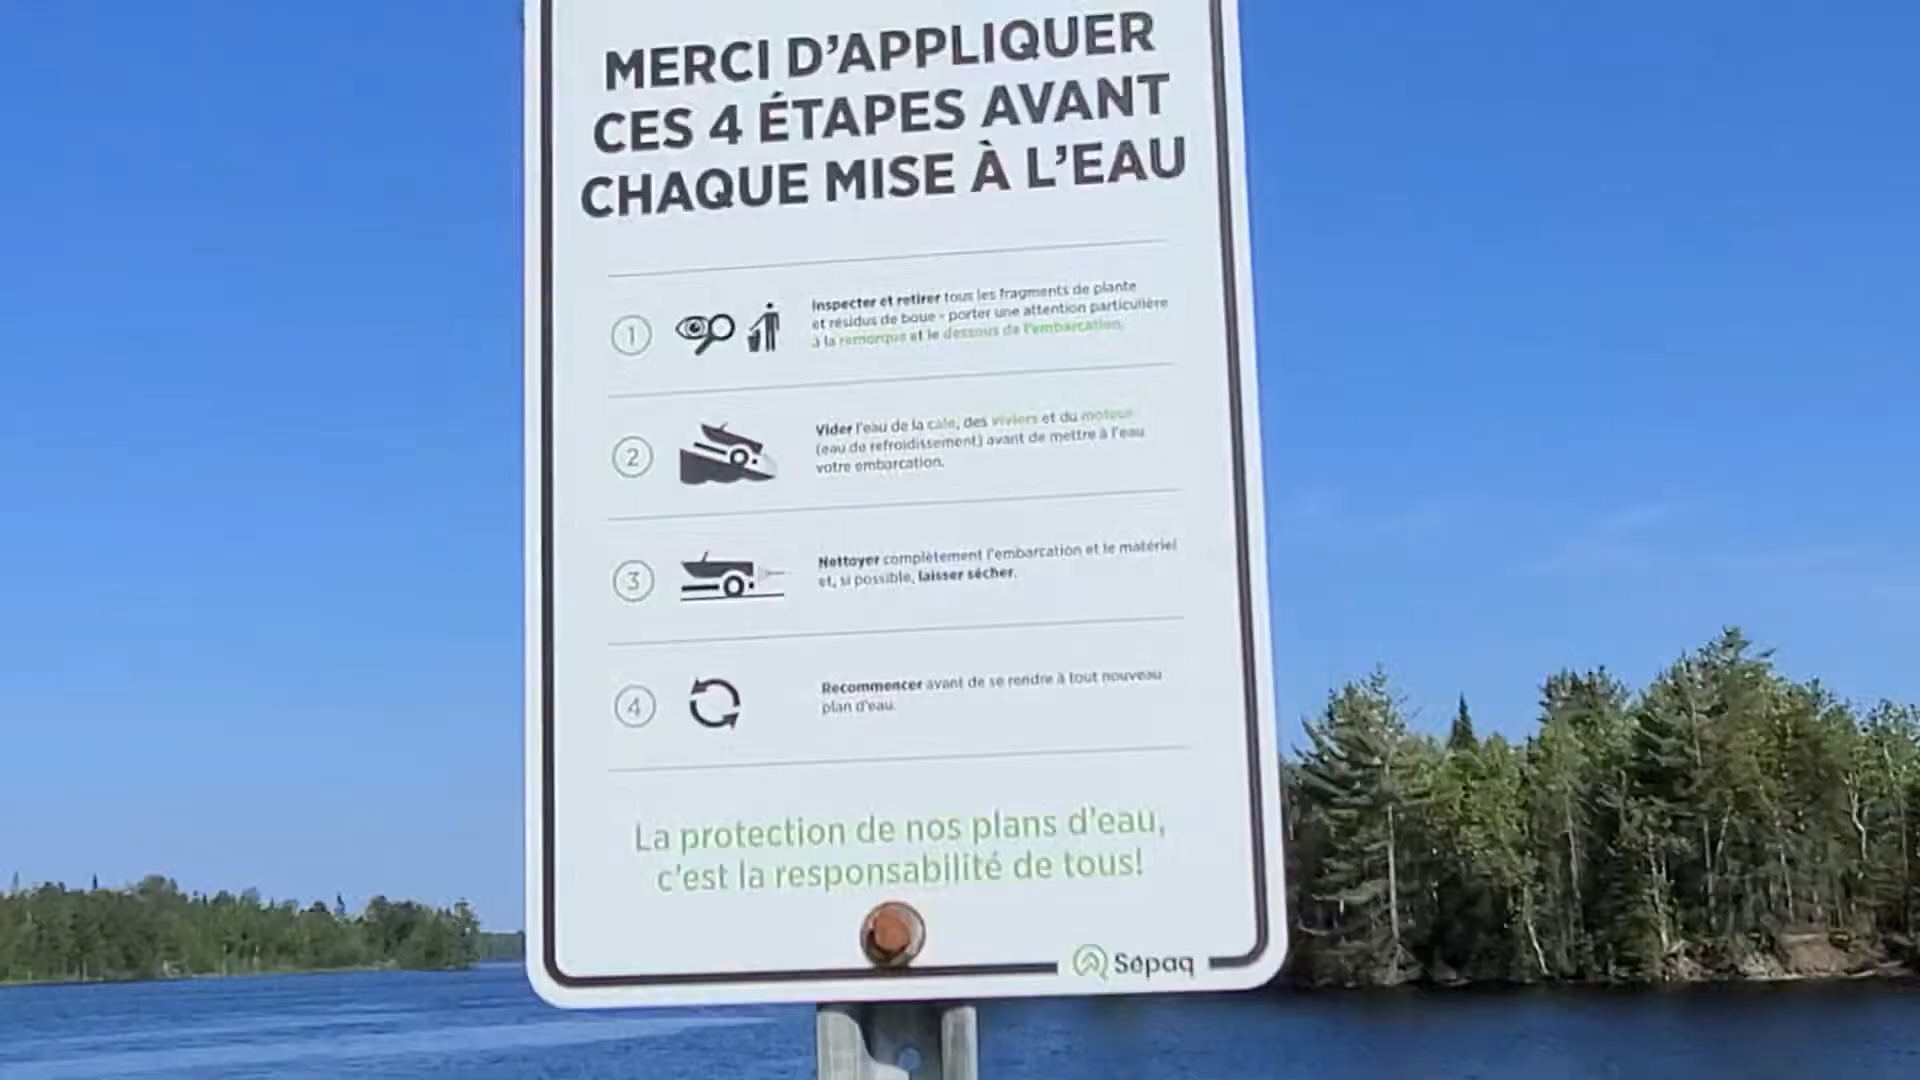 MERCI D'APPLIQUER
CES 4 ÉTAPES AVANT
CHAQUE MISE À L'EAU
1
Inspecter et retirer tous les fragments de plante
et résidus de boue - porter une attention particulière
à la remorque et le dessous de l'embarcation.
2
Vider l'eau de la cale, des viviers et du moteur
(eau de refroidissement) avant de mettre à l'eau
votre embarcation.
3
Nettoyer complètement l'embarcation et le matériel
et, si possible, laisser sécher.
4
Recommencer avant de se rendre à tout nouveau
plan d'eau.
La protection de nos plans d'eau,
c'est la responsabilité de tous!
Sépaq